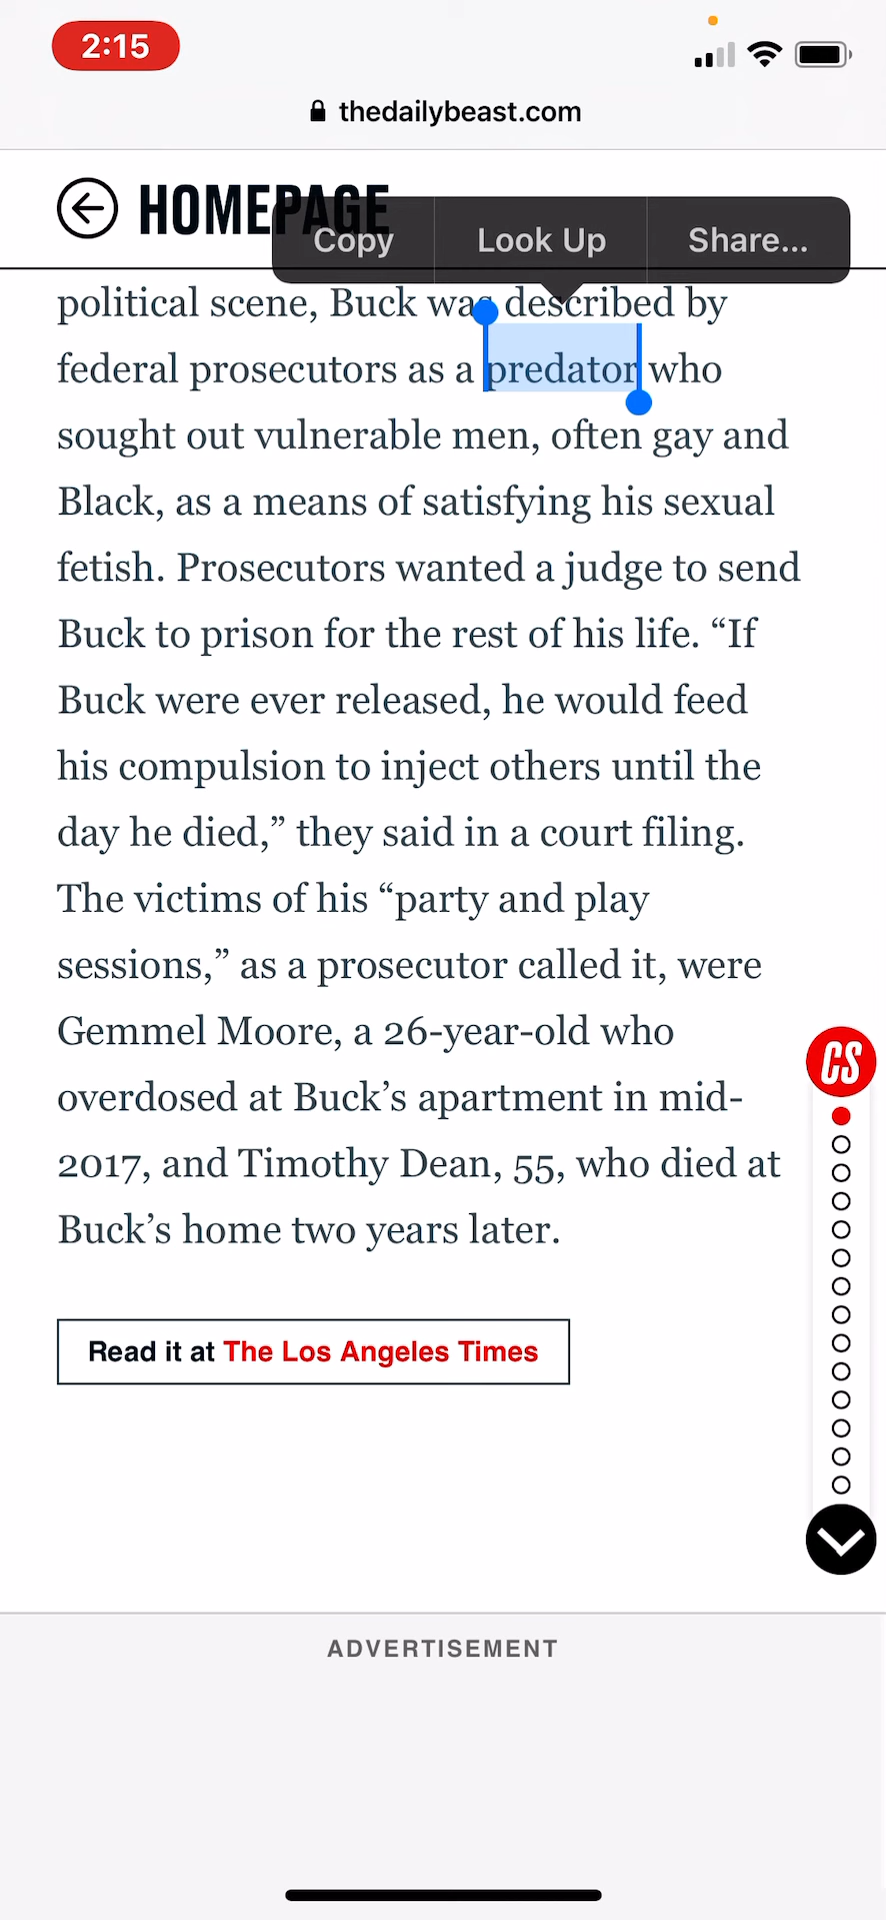 2:15
thedailybeast.com
HOMEPAGE
Copy Look Up Share...
political scene, Buck was described by
federal prosecutors as a predator who
sought out vulnerable men, often gay and
Black, as a means of satisfying his sexual
fetish. Prosecutors wanted a judge to send
Buck to prison for the rest of his life. “If
Buck were ever released, he would feed
his compulsion to inject others until the
day he died,” they said in a court filing.
The victims of his “party and play
sessions,” as a prosecutor called it, were
Gemmel Moore, a 26-year-old who
overdosed at Buck’s apartment in mid-
2017, and Timothy Dean, 55, who died at
Buck’s home two years later.
CS
Read it at The Los Angeles Times
ADVERTISEMENT